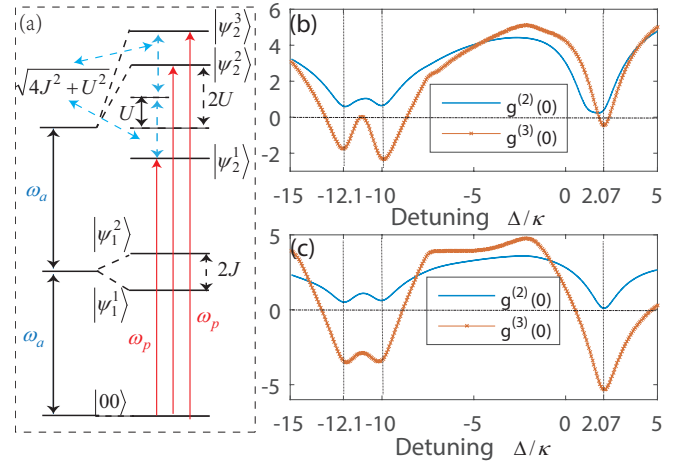 (a)
|ψ₂³⟩
|ψ₂²⟩
√4J²+U²
2U
U
|ψ₂¹⟩
ωₐ
|ψ₁²⟩
2J
|ψ₁¹⟩
ωₐ
ωₚ
ωₚ
|00⟩
(b)
6
4
2
0
-2
g⁽²⁾(0)
g⁽³⁾(0)
-15 -12.1 -10 -5 0 2.07 5
Detuning Δ/κ
(c)
5
0
-5
g⁽²⁾(0)
g⁽³⁾(0)
-15 -12.1 -10 -5 0 2.07 5
Detuning Δ/κ